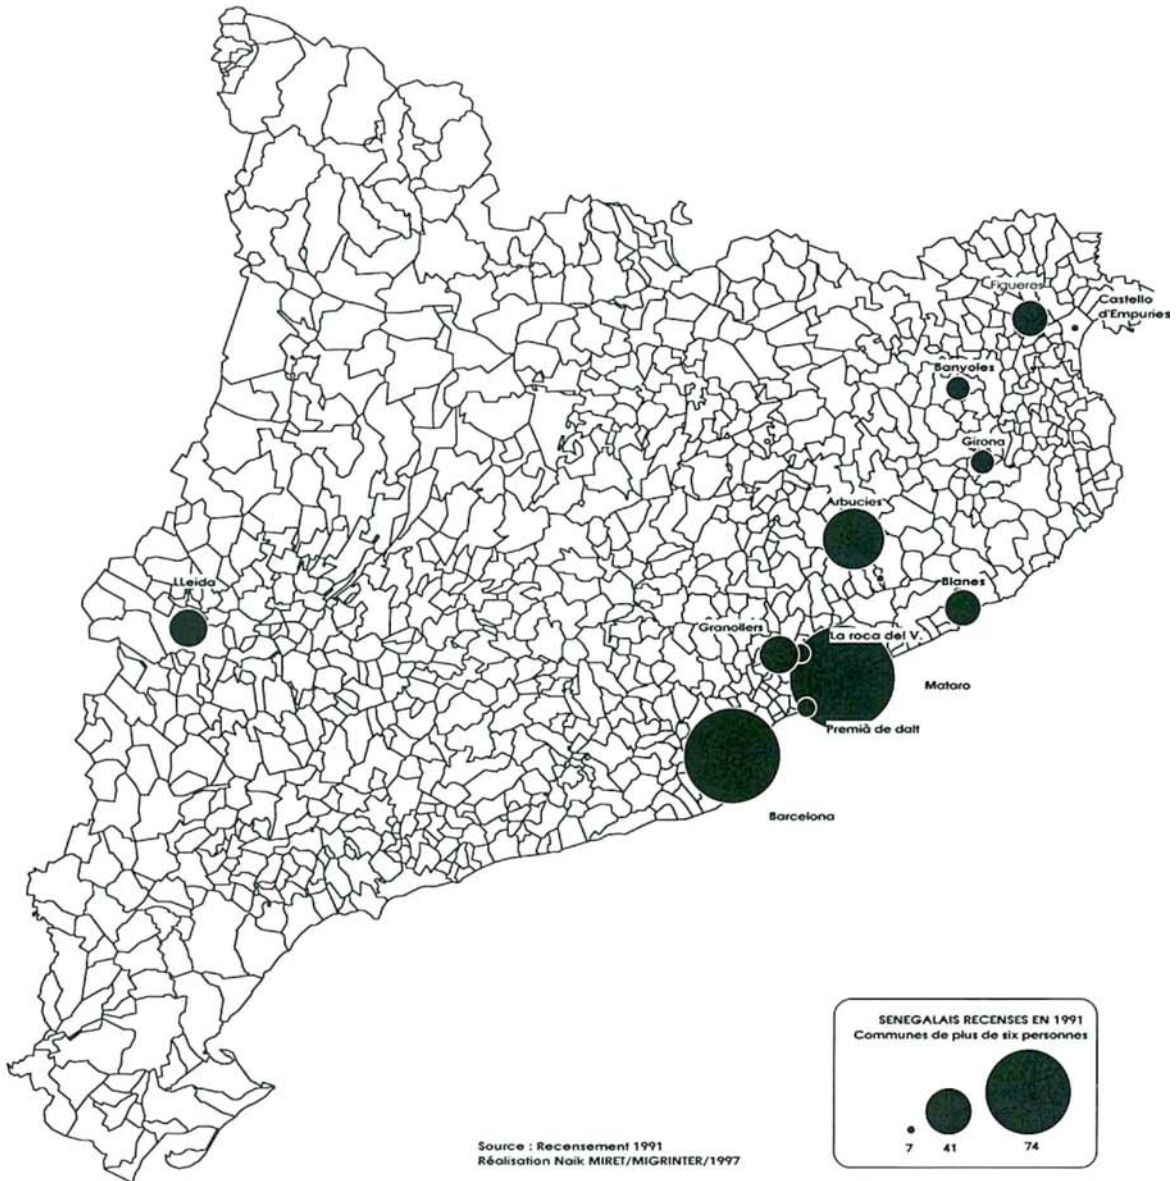 Figueras
Castello
d'Empuries
Banyoles
Girona
Arbucies
LLeida
Blanes
Granollers
La roca del V.
Mataro
Premià de dalt
Barcelona
SENEGALAIS RECENSES EN 1991
Communes de plus de six personnes
7
41
74
Source : Recensement 1991
Réalisation Naik MIRET/MIGRINTER/1997